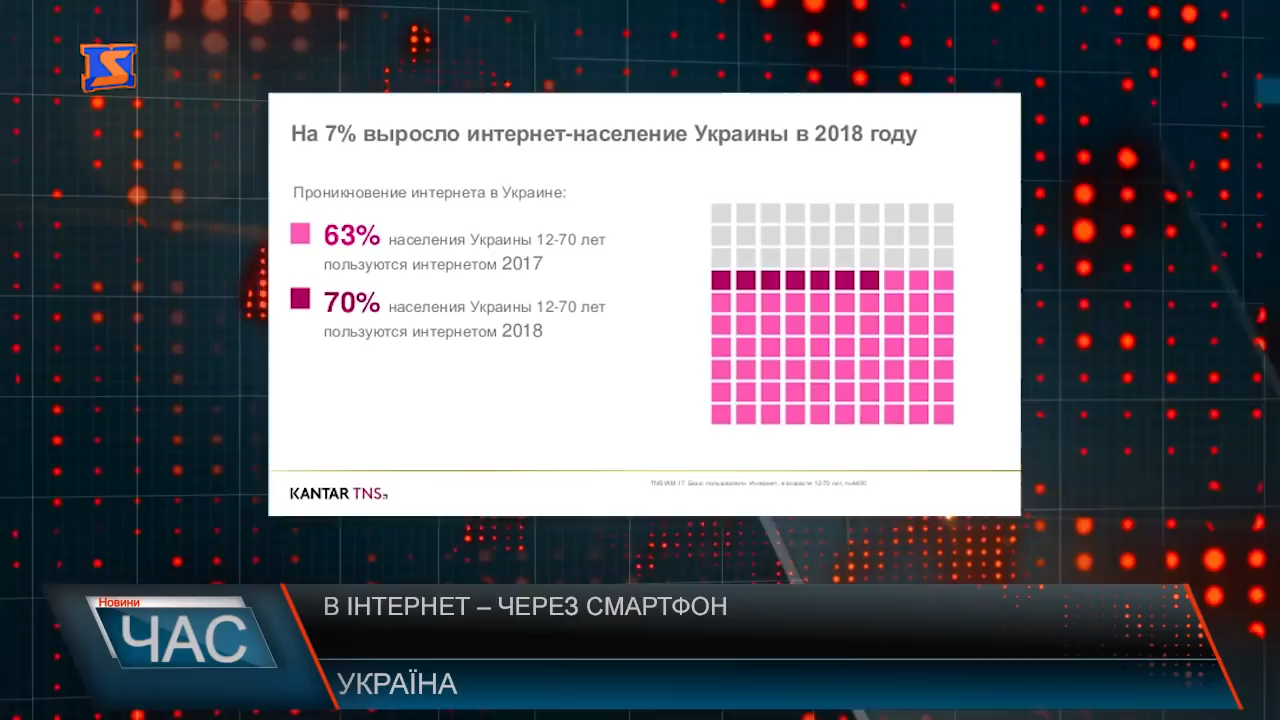 На 7% выросло интернет-население Украины в 2018 году
Проникновение интернета в Украине:
63% населения Украины 12-70 лет
пользуются интернетом 2017
70% населения Украины 12-70 лет
пользуются интернетом 2018
KANTAR TNS
Новини
ЧАС
В ІНТЕРНЕТ – ЧЕРЕЗ СМАРТФОН
УКРАЇНА